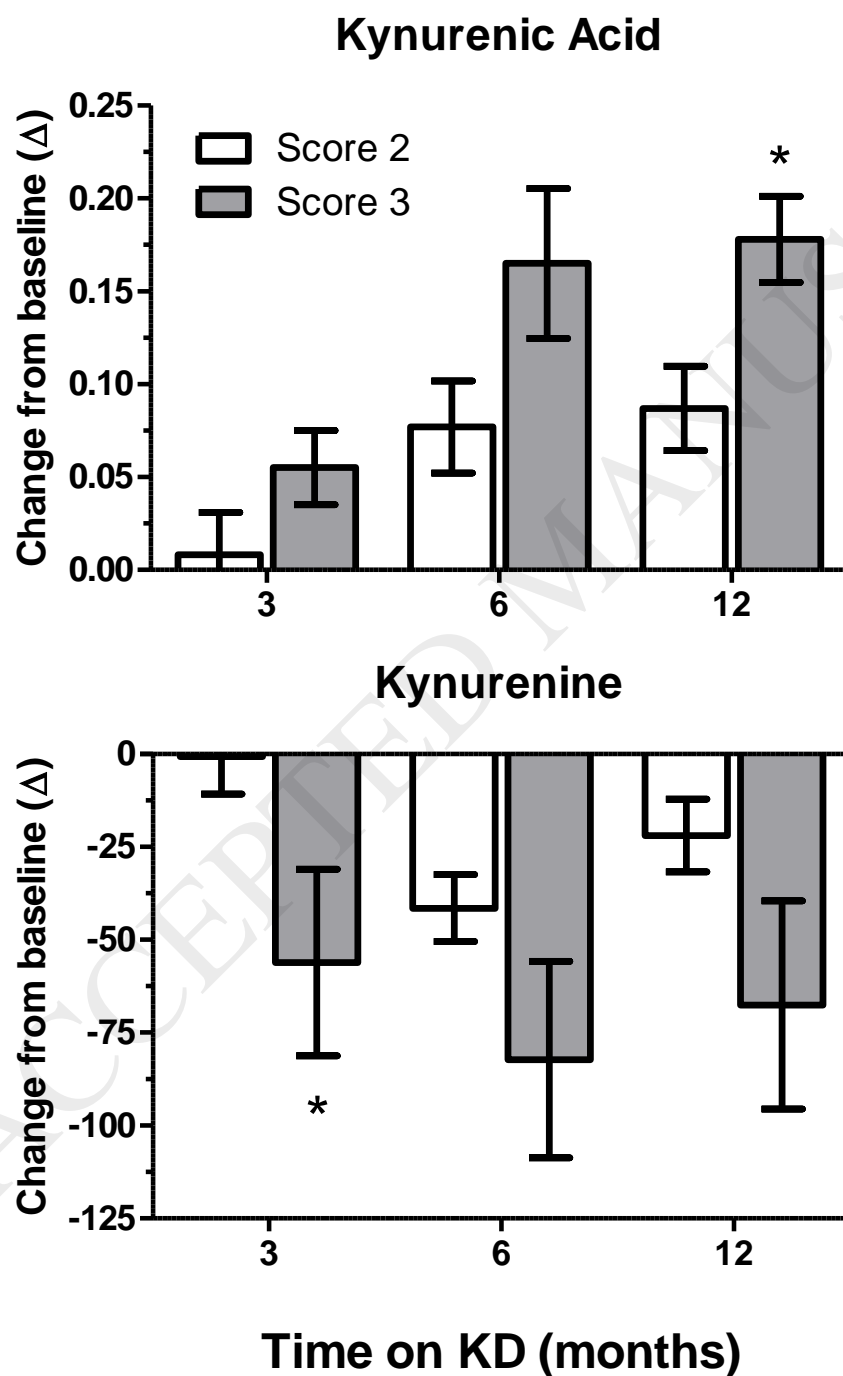 Kynurenic Acid
Change from baseline (Δ)
0.25
0.20
0.15
0.10
0.05
0.00
Score 2
Score 3
*
3 6 12
Kynurenine
Change from baseline (Δ)
0
-25
-50
-75
-100
-125
*
3 6 12
Time on KD (months)
ACCEPTED MANUS